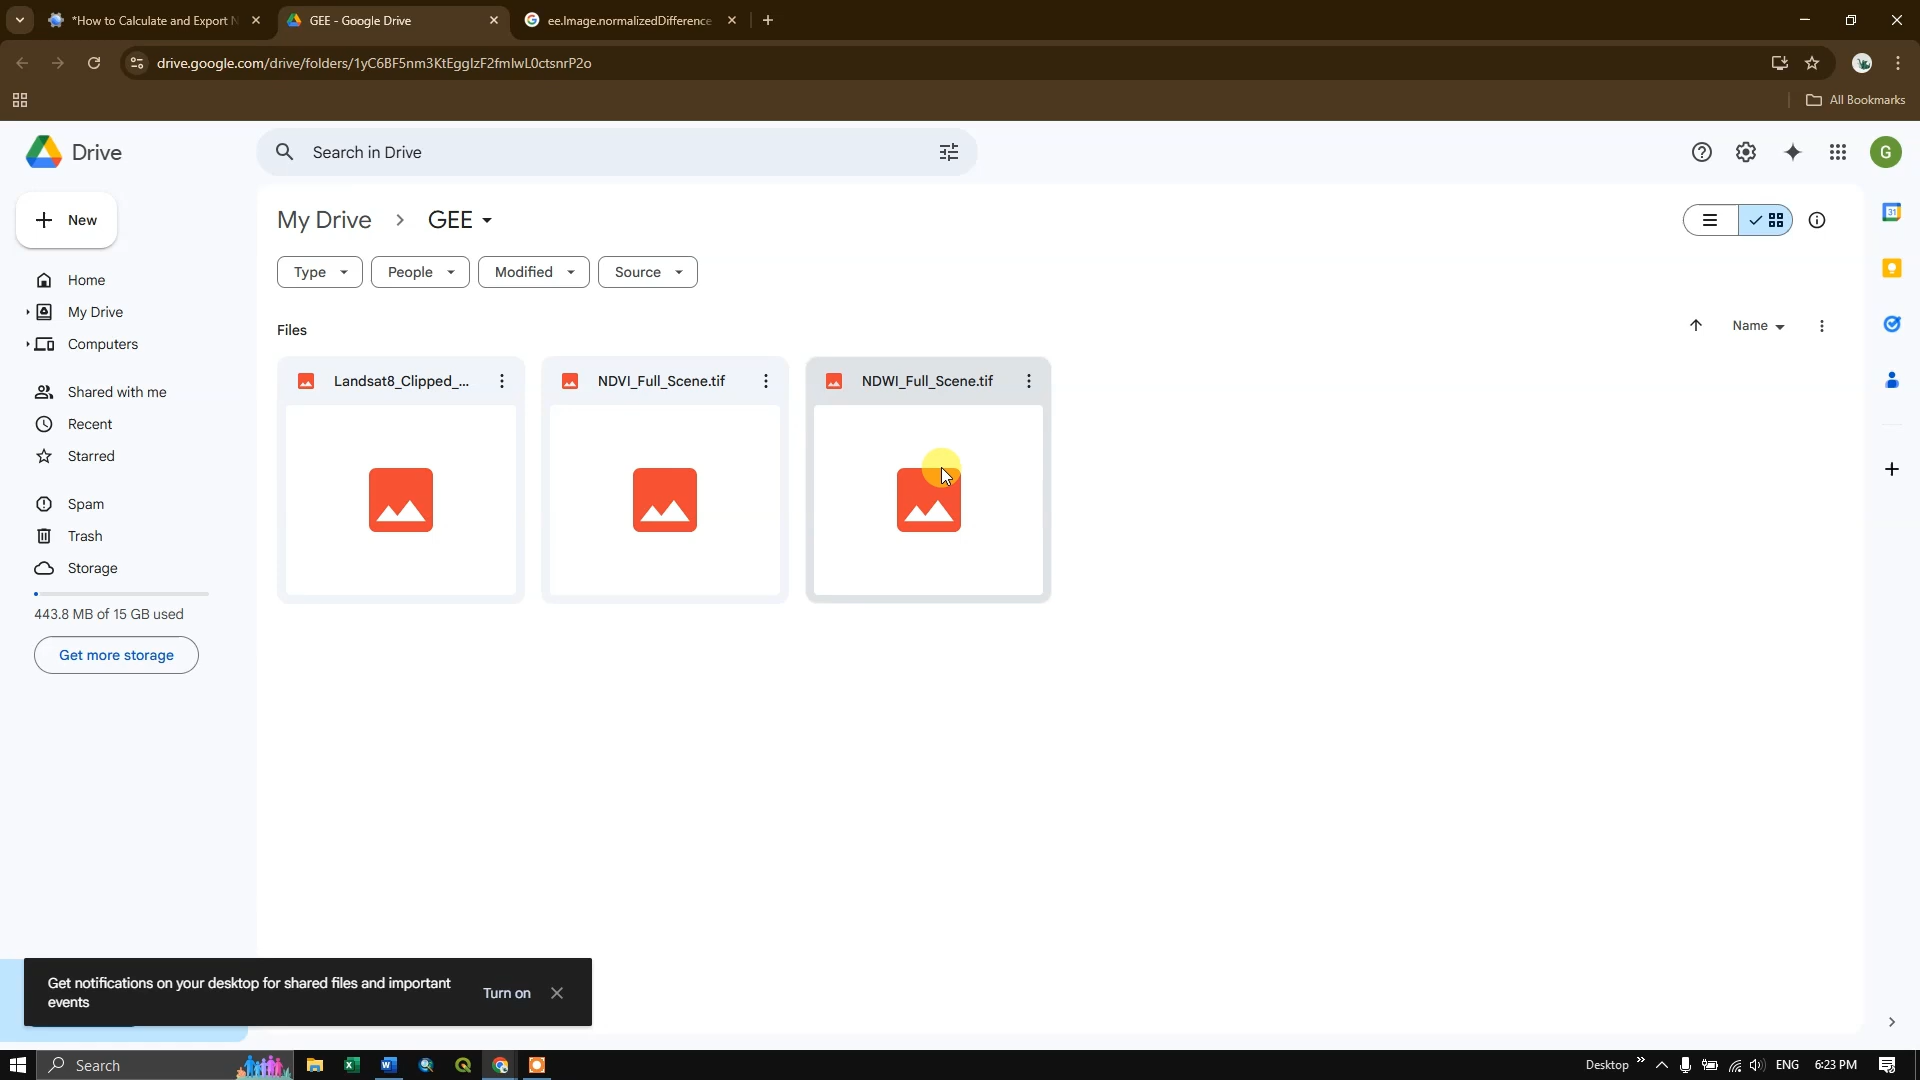 *How to Calculate and Export N
GEE - Google Drive
ee.Image.normalizedDifference
drive.google.com/drive/folders/1yC6BF5nm3KtEggIzF2fmIwL0ctsnrP2o
All Bookmarks
Drive
Search in Drive
G
New
My Drive > GEE
Type
People
Modified
Source
Home
My Drive
Computers
Shared with me
Recent
Starred
Spam
Trash
Storage
443.8 MB of 15 GB used
Get more storage
Files
Name
Landsat8_Clipped_...
NDVI_Full_Scene.tif
NDWI_Full_Scene.tif
31
Get notifications on your desktop for shared files and important
events
Turn on
Search
Desktop
ENG
6:23 PM